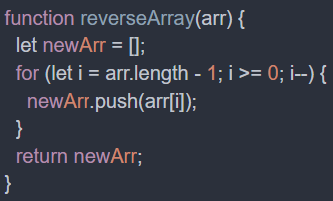 function reverseArray(arr) {
  let newArr = [];
  for (let i = arr.length - 1; i >= 0; i--) {
    newArr.push(arr[i]);
  }
  return newArr;
}